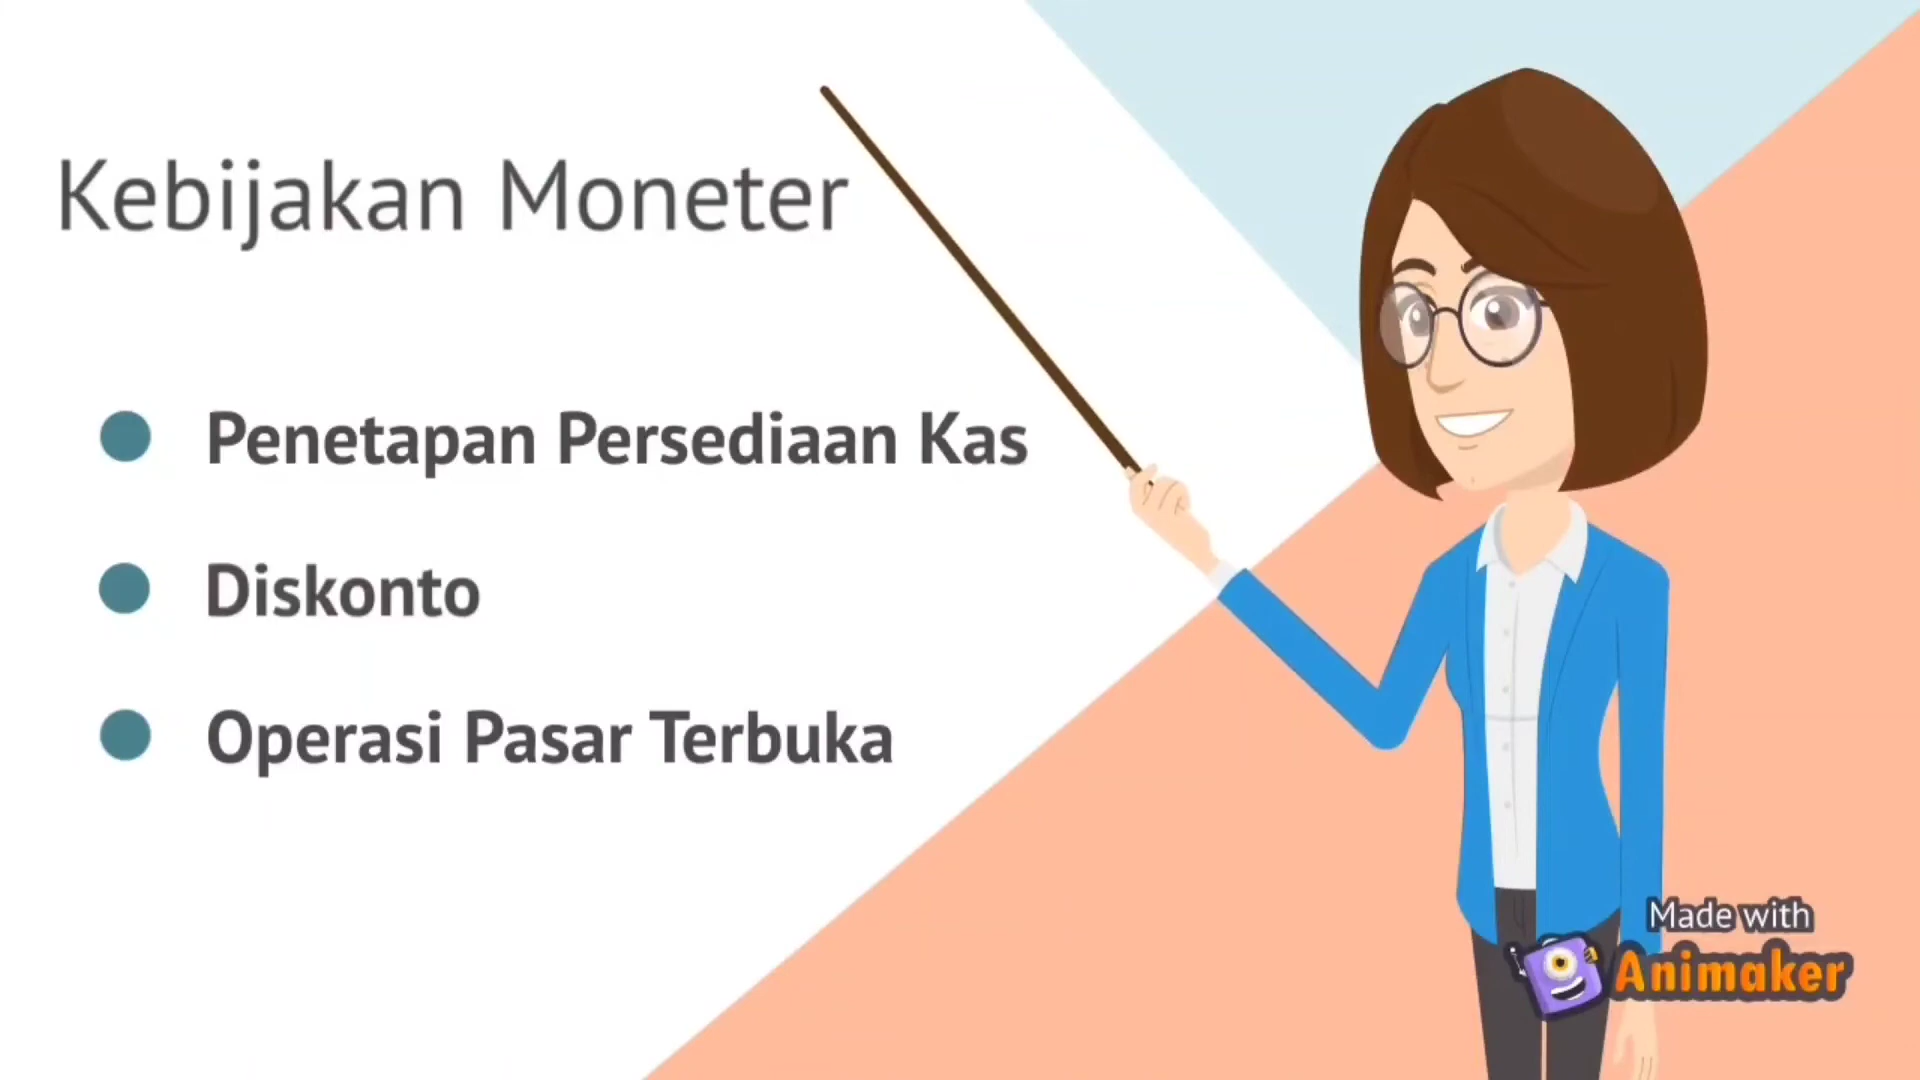 Kebijakan Moneter
Penetapan Persediaan Kas
Diskonto
Operasi Pasar Terbuka
Made with
Animaker